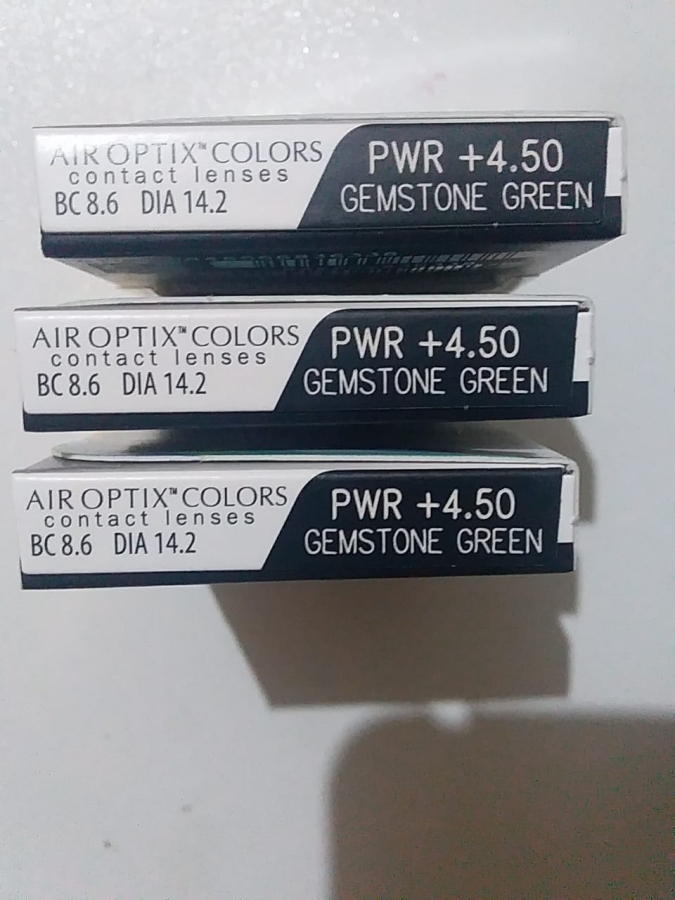 AIR OPTIX™ COLORS
contact lenses
BC 8.6 DIA 14.2
PWR +4.50
GEMSTONE GREEN
AIR OPTIX™ COLORS
contact lenses
BC 8.6 DIA 14.2
PWR +4.50
GEMSTONE GREEN
AIR OPTIX™ COLORS
contact lenses
BC 8.6 DIA 14.2
PWR +4.50
GEMSTONE GREEN